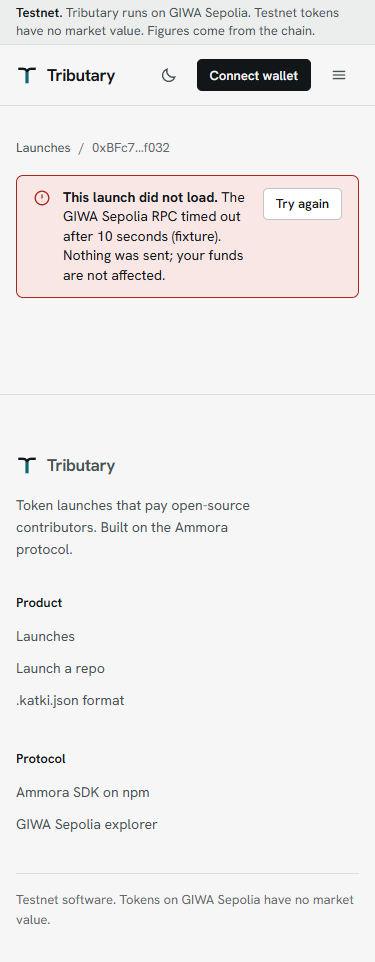 Testnet. Tributary runs on GIWA Sepolia. Testnet tokens
have no market value. Figures come from the chain.
Tributary
Connect wallet
Launches / 0xBFc7…f032
This launch did not load. The
GIWA Sepolia RPC timed out
after 10 seconds (fixture).
Nothing was sent; your funds
are not affected.
Try again
Tributary
Token launches that pay open-source
contributors. Built on the Ammora
protocol.
Product
Launches
Launch a repo
.katki.json format
Protocol
Ammora SDK on npm
GIWA Sepolia explorer
Testnet software. Tokens on GIWA Sepolia have no market
value.